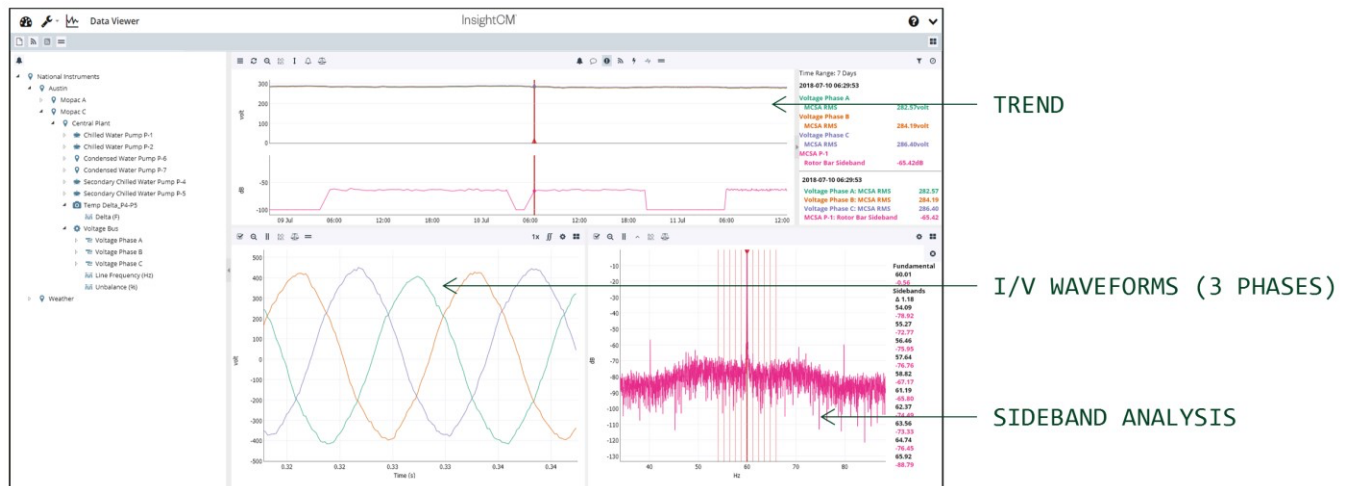 Data Viewer
InsightCM
National Instruments
Austin
Mopac A
Mopac C
Central Plant
Chilled Water Pump P-1
Chilled Water Pump P-2
Condensed Water Pump P-6
Condensed Water Pump P-7
Secondary Chilled Water Pump P-4
Secondary Chilled Water Pump P-5
Temp Delta_P4-P5
Delta (F)
Voltage Bus
Voltage Phase A
Voltage Phase B
Voltage Phase C
Line Frequency (Hz)
Unbalance (%)
Weather
300
200
100
0
volt
-50
-100
dB
09 Jul 06:00 12:00 18:00 10 Jul 06:00 12:00 18:00 11 Jul 06:00 12:00
Time Range: 7 Days
2018-07-10 06:29:53
Voltage Phase A
MCSA RMS 282.57volt
Voltage Phase B
MCSA RMS 284.19volt
Voltage Phase C
MCSA RMS 286.40volt
MCSA P-1
Rotor Bar Sideband -65.42dB
2018-07-10 06:29:53
Voltage Phase A: MCSA RMS 282.57
Voltage Phase B: MCSA RMS 284.19
Voltage Phase C: MCSA RMS 286.40
MCSA P-1: Rotor Bar Sideband -65.42
TREND
1x
500
400
300
200
100
0
-100
-200
-300
-400
-500
volt
0.32 0.32 0.33 0.33 0.34 0.34
Time (s)
-10
-20
-30
-40
-50
-60
-70
-80
-90
-100
-110
-120
-130
dB
40 50 60 70 80
Hz
Fundamental
60.01
-0.56
Sidebands
Δ 1.18
54.09
-78.92
55.27
-72.77
56.46
-75.95
57.64
-76.76
58.82
-67.17
61.19
-65.80
62.37
-74.49
63.56
-73.33
64.74
-76.45
65.92
-88.79
I/V WAVEFORMS (3 PHASES)
SIDEBAND ANALYSIS